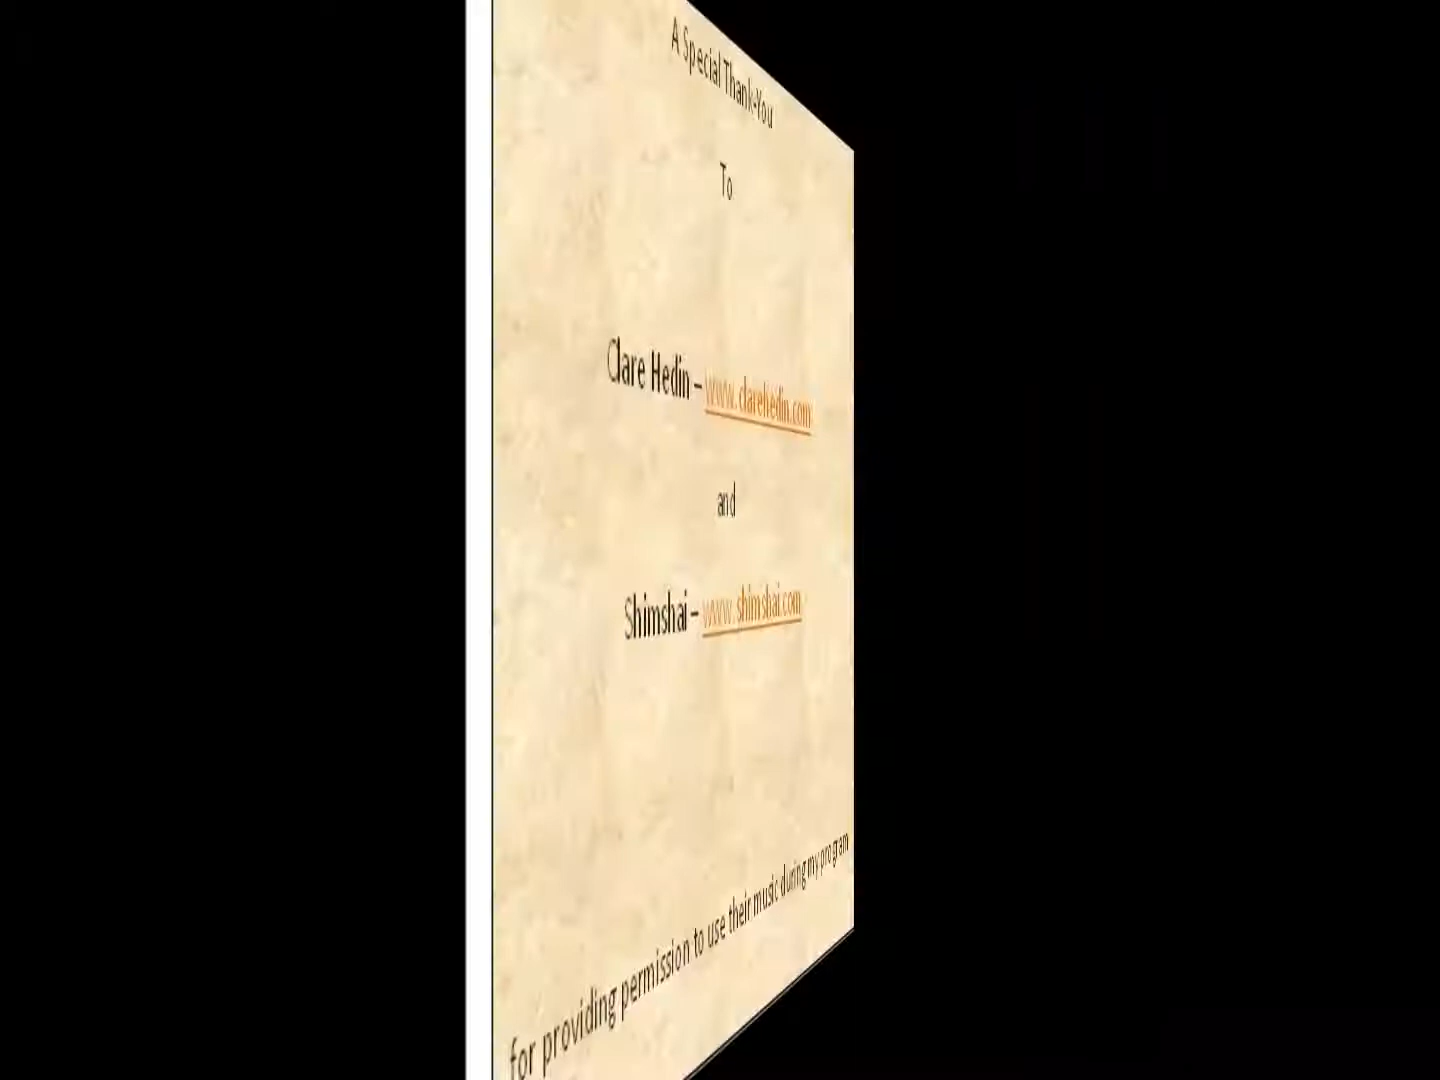 A Special Thank-You
To
Clare Hedin – www.clarehedin.com
and
Shimshai – www.shimshai.com
for providing permission to use their music during my program